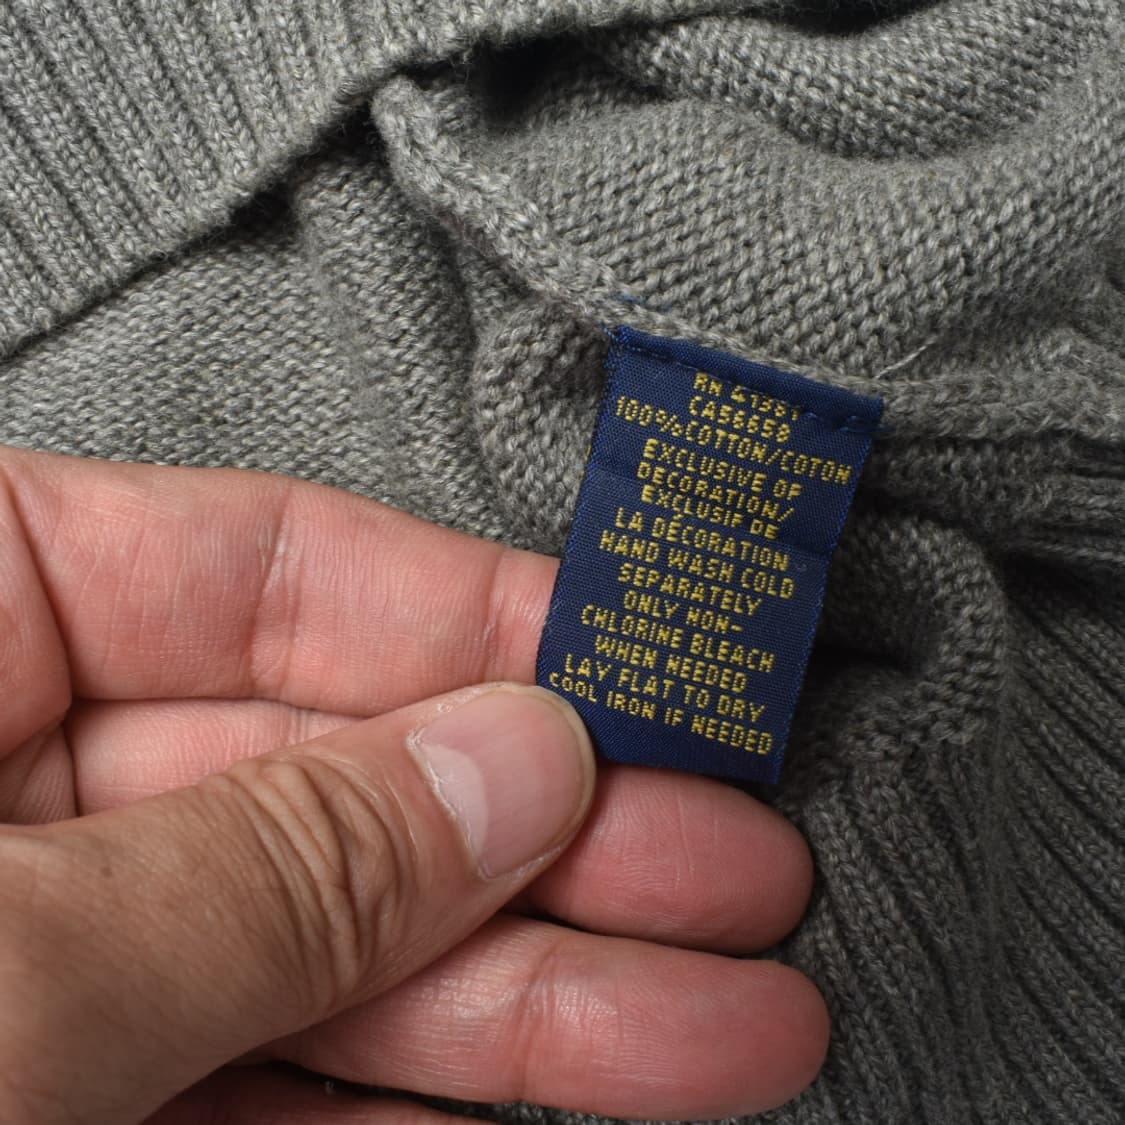 RN 41381
CA56659
100%COTTON/COTON
EXCLUSIVE OF
DECORATION/
EXCLUSIF DE
LA DÉCORATION
HAND WASH COLD
SEPARATELY
ONLY NON-
CHLORINE BLEACH
WHEN NEEDED
LAY FLAT TO DRY
COOL IRON IF NEEDED